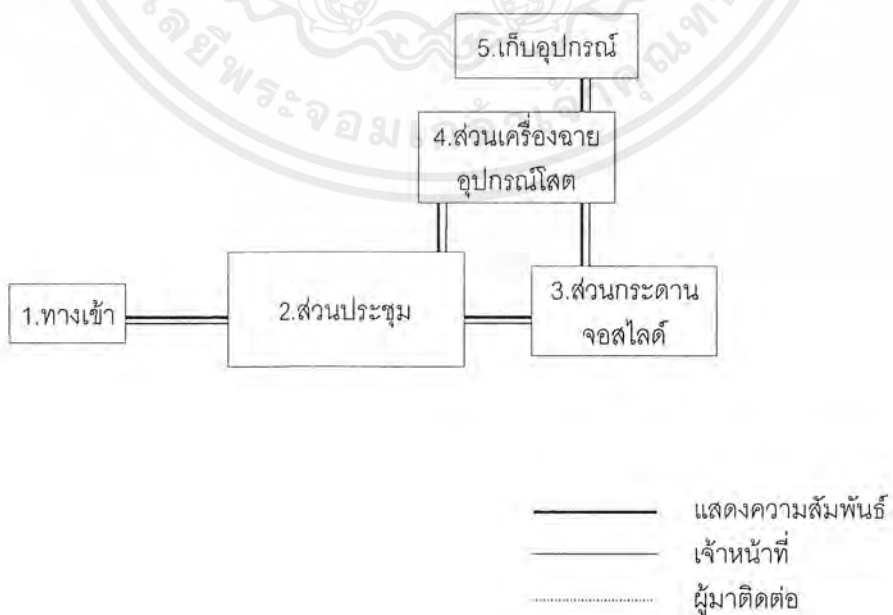 5.เก็บอุปกรณ์
4.ส่วนเครื่องฉาย
อุปกรณ์โสต
1.ทางเข้า
2.ส่วนประชุม
3.ส่วนกระดาน
จอสไลด์
แสดงความสัมพันธ์
เจ้าหน้าที่
ผู้มาติดต่อ